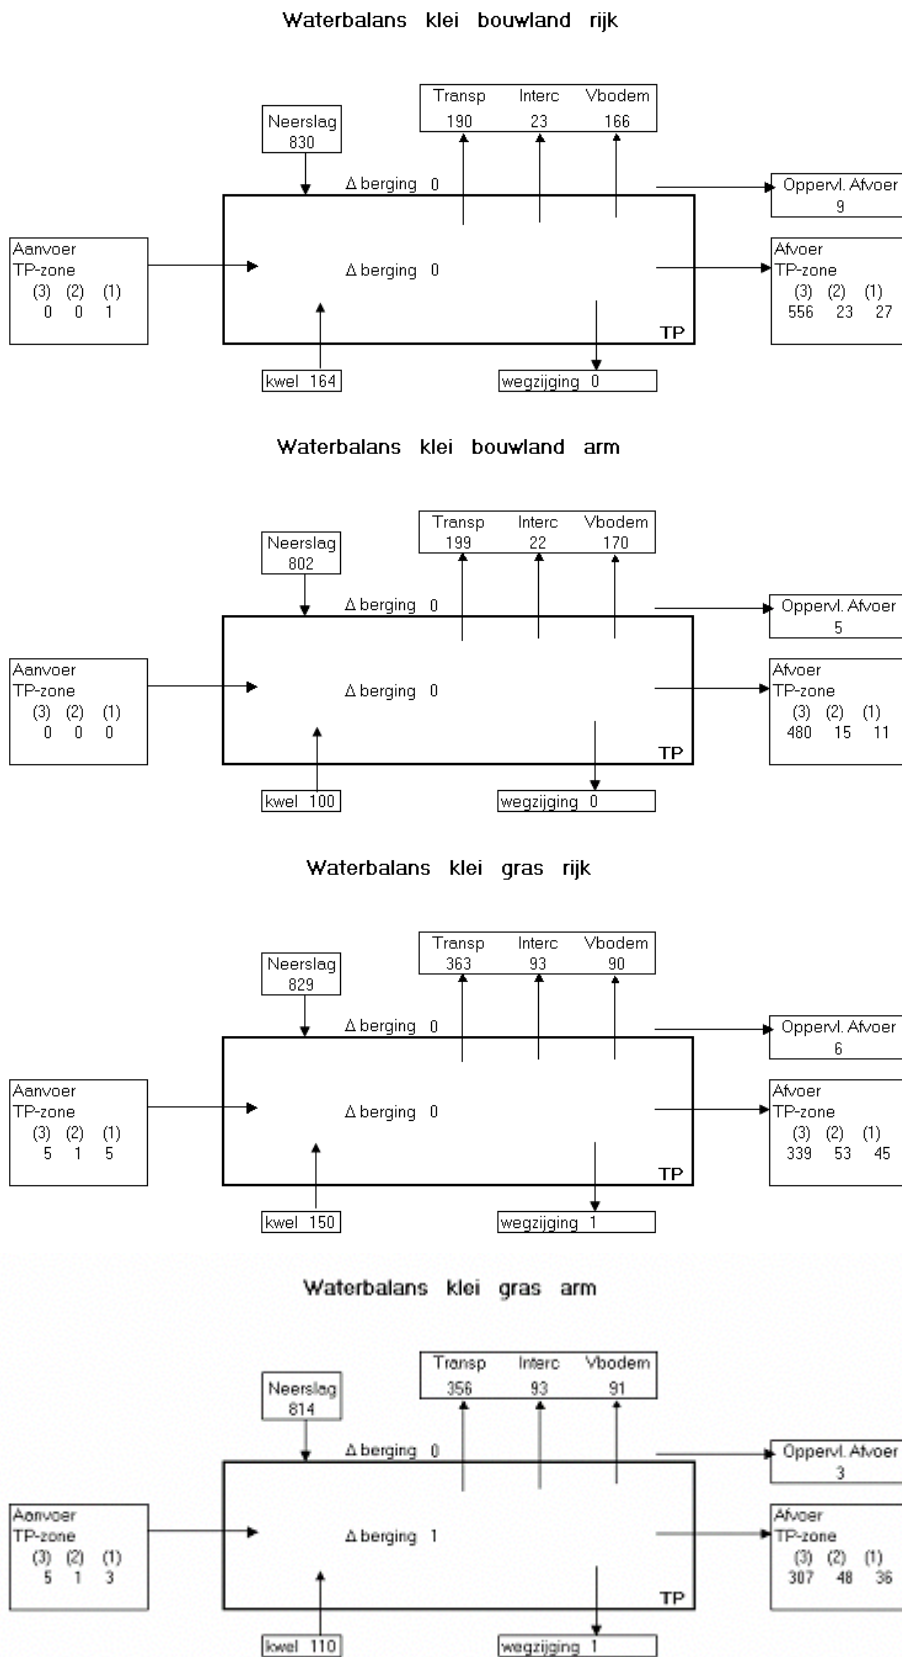 Waterbalans klei bouwland rijk
Transp Interc Vbodem
190 23 166
Neerslag
830
Δ berging 0
Oppervl. Afvoer
9
Aanvoer
TP-zone
(3) (2) (1)
0 0 1
Δ berging 0
Afvoer
TP-zone
(3) (2) (1)
556 23 27
TP
kwel 164
wegzijging 0
Waterbalans klei bouwland arm
Transp Interc Vbodem
199 22 170
Neerslag
802
Δ berging 0
Oppervl. Afvoer
5
Aanvoer
TP-zone
(3) (2) (1)
0 0 0
Δ berging 0
Afvoer
TP-zone
(3) (2) (1)
480 15 11
TP
kwel 100
wegzijging 0
Waterbalans klei gras rijk
Transp Interc Vbodem
363 93 90
Neerslag
829
Δ berging 0
Oppervl. Afvoer
6
Aanvoer
TP-zone
(3) (2) (1)
5 1 5
Δ berging 0
Afvoer
TP-zone
(3) (2) (1)
339 53 45
TP
kwel 150
wegzijging 1
Waterbalans klei gras arm
Transp Interc Vbodem
356 93 91
Neerslag
814
Δ berging 0
Oppervl. Afvoer
3
Aanvoer
TP-zone
(3) (2) (1)
5 1 3
Δ berging 1
Afvoer
TP-zone
(3) (2) (1)
307 48 36
TP
kwel 110
wegzijging 1